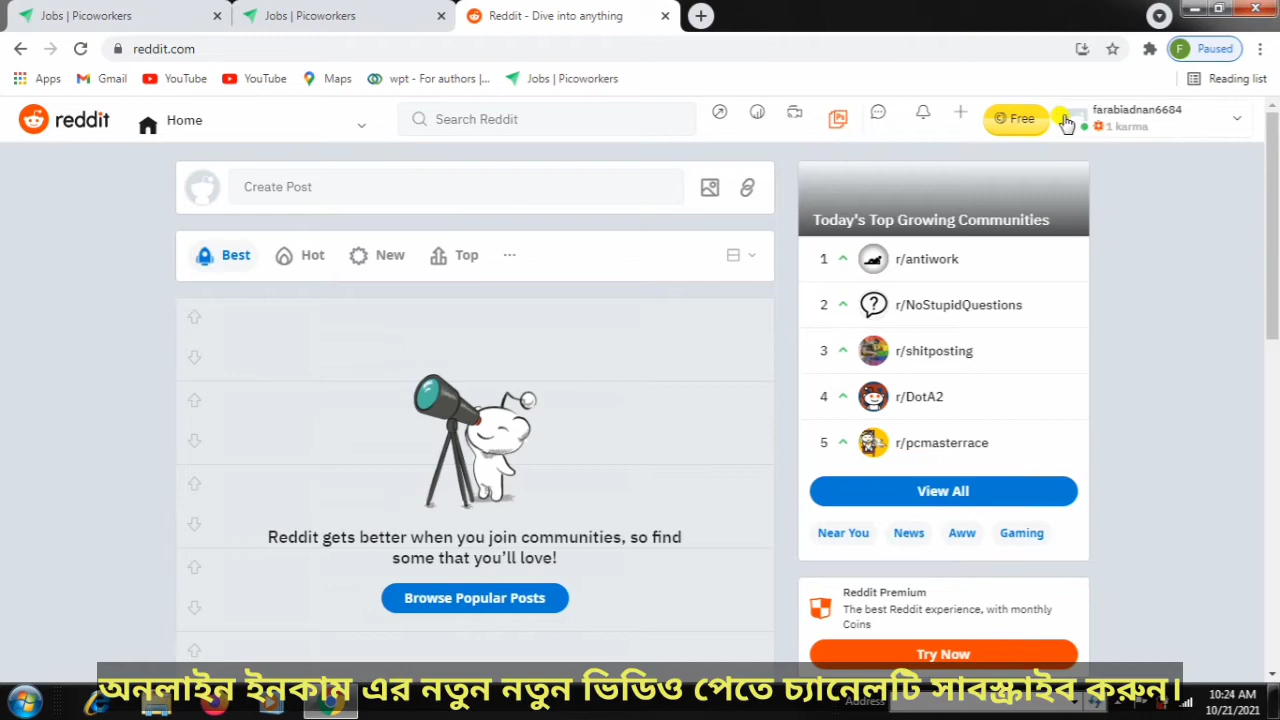 Jobs | Picoworkers
Jobs | Picoworkers
Reddit - Dive into anything
reddit.com
F Paused
Apps
Gmail
YouTube
YouTube
Maps
wpt - For authors |...
Jobs | Picoworkers
Reading list
reddit
Home
Search Reddit
Free
farabiadnan6684
1 karma
Create Post
Best
Hot
New
Top
...
Today's Top Growing Communities
1 r/antiwork
2 r/NoStupidQuestions
3 r/shitposting
4 r/DotA2
5 r/pcmasterrace
View All
Near You
News
Aww
Gaming
Reddit gets better when you join communities, so find
some that you'll love!
Browse Popular Posts
Reddit Premium
The best Reddit experience, with monthly
Coins
Try Now
অনলাইন ইনকাম এর নতুন নতুন ভিডিও পেতে চ্যানেলটি সাবস্ক্রাইব করুন।
Address
10:24 AM
10/21/2021